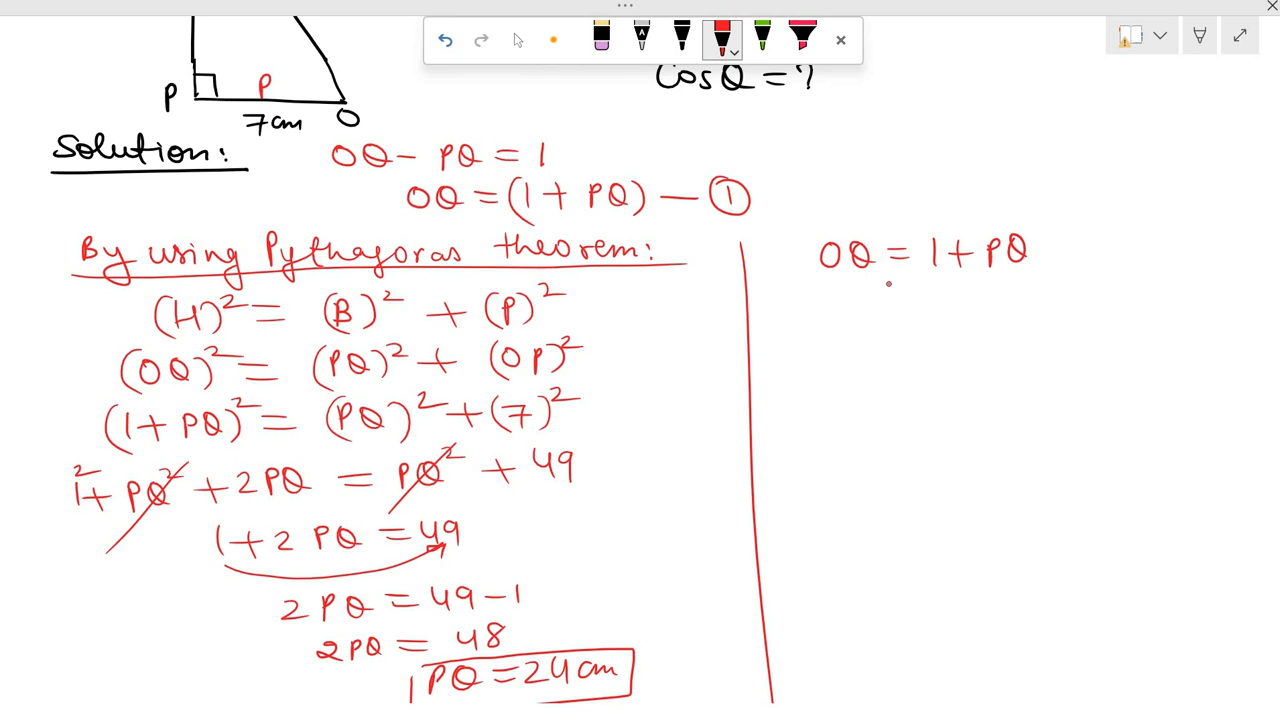 cos Q = ?
P
P
7cm
O
Solution:
OQ - PQ = 1
OQ = (1 + PQ) — ①
By using Pythagoras theorem:
(H)² = (B)² + (P)²
(OQ)² = (PQ)² + (OP)²
(1 + PQ)² = (PQ)² + (7)²
1² + PQ² + 2PQ = PQ² + 49
1 + 2 PQ = 49
2 PQ = 49 - 1
2PQ = 48
PQ = 24 cm
OQ = 1 + PQ